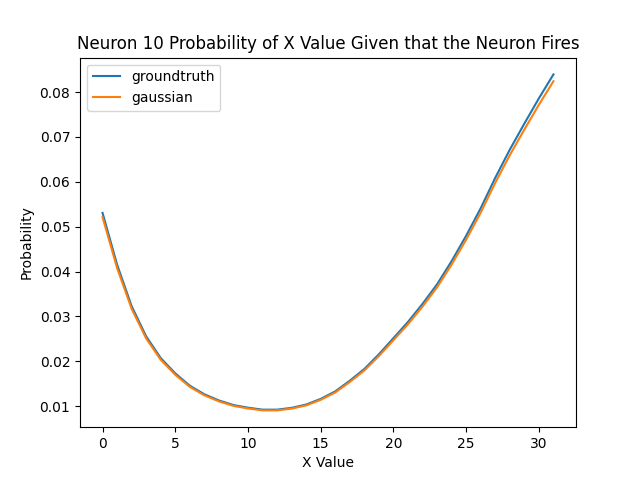 Neuron 10 Probability of X Value Given that the Neuron Fires
groundtruth
gaussian
0.08
0.07
0.06
0.05
0.04
0.03
0.02
0.01
Probability
0 5 10 15 20 25 30
X Value